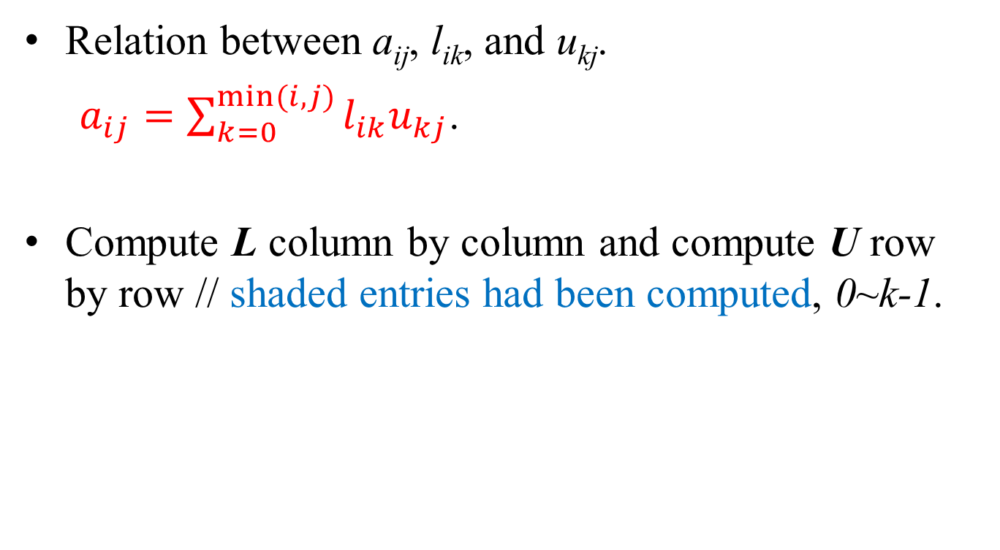 • Relation between a_{ij}, l_{ik}, and u_{kj}.
a_{ij} = ∑_{k=0}^{min(i,j)} l_{ik}u_{kj}.
• Compute L column by column and compute U row
by row // shaded entries had been computed, 0~k-1.